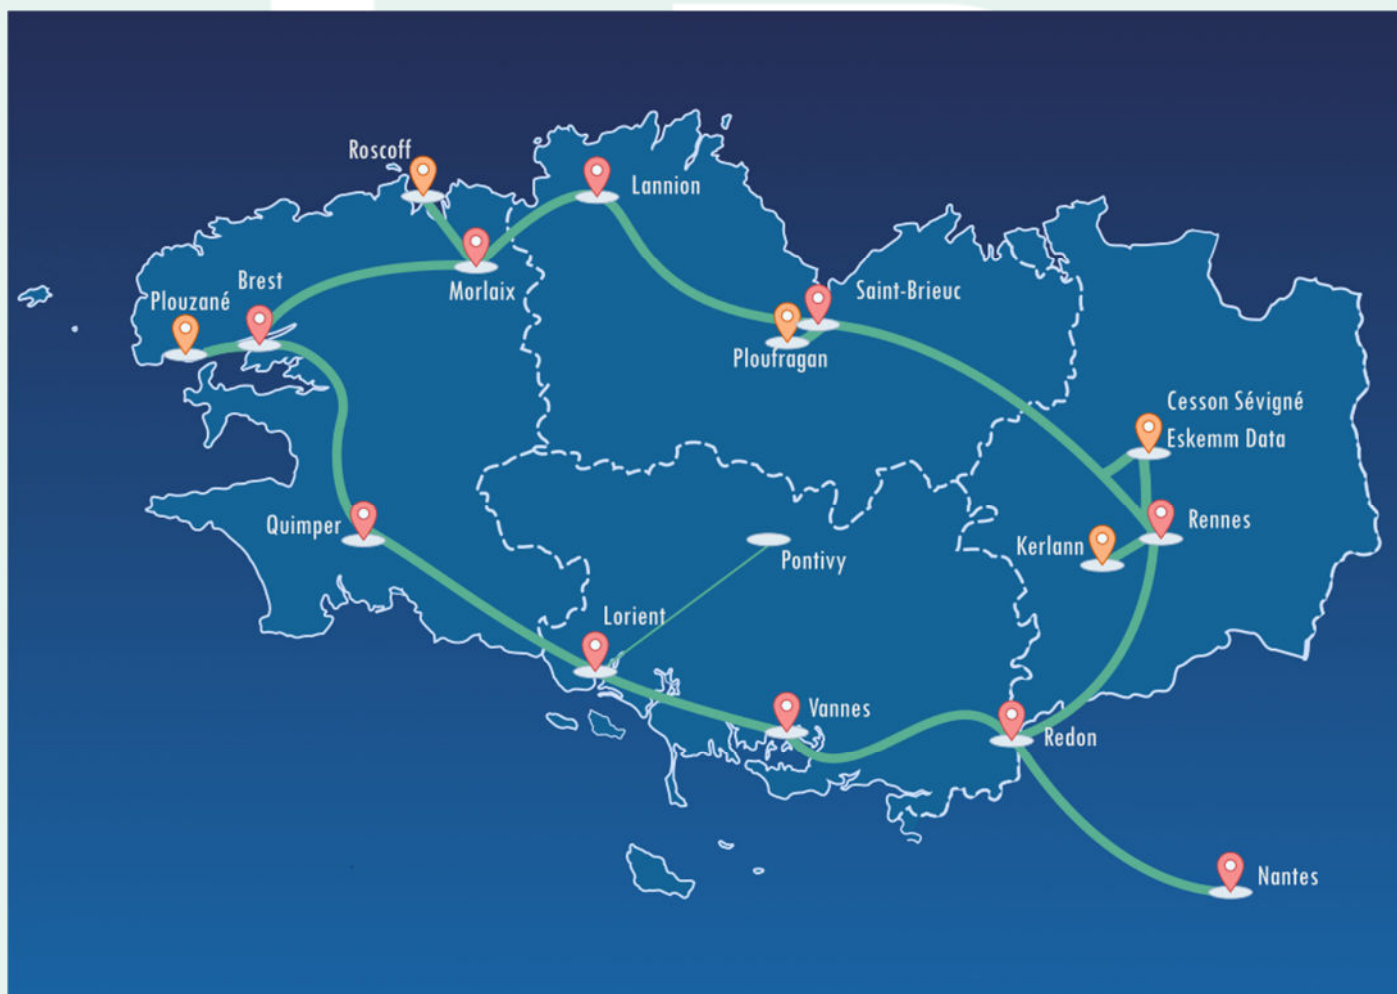 Roscoff
Lannion
Brest
Morlaix
Plouzané
Saint-Brieuc
Ploufragan
Cesson Sévigné
Eskemm Data
Quimper
Rennes
Kerlann
Pontivy
Lorient
Vannes
Redon
Nantes